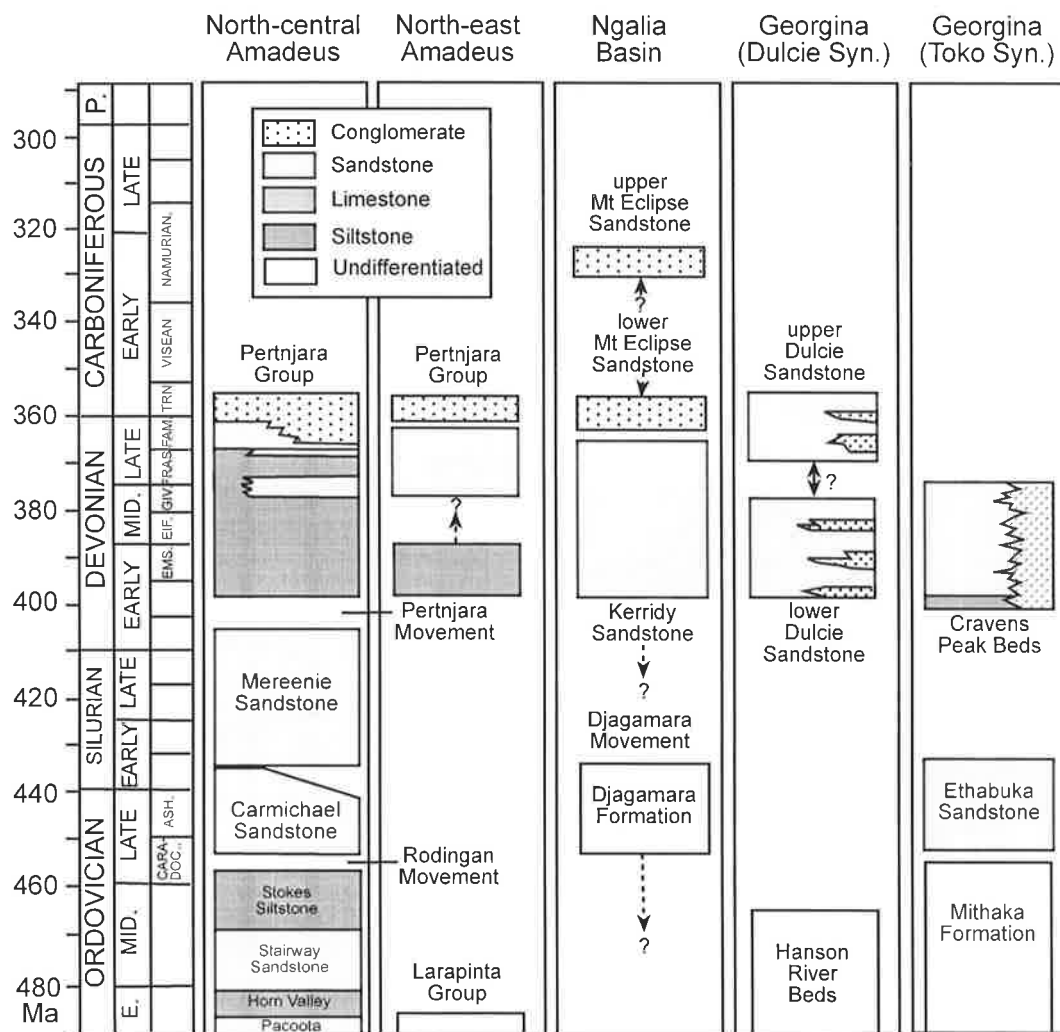 North-central
Amadeus
North-east
Amadeus
Ngalia
Basin
Georgina
(Dulcie Syn.)
Georgina
(Toko Syn.)
Conglomerate
Sandstone
Limestone
Siltstone
Undifferentiated
300
320
340
360
380
400
420
440
460
480
Ma
P.
CARBONIFEROUS
DEVONIAN
SILURIAN
ORDOVICIAN
LATE
EARLY
LATE
MID.
EARLY
LATE
EARLY
LATE
MID.
E.
NAMURIAN.
VISEAN
TRN
FAM.
FRAS
GIV.
EIF.
EMS.
ASH.
CARA-
DOC..
Pertnjara
Group
Pertnjara
Movement
Mereenie
Sandstone
Carmichael
Sandstone
Rodingan
Movement
Stokes
Siltstone
Stairway
Sandstone
Horn Valley
Pacoota
Pertnjara
Group
?
Larapinta
Group
upper
Mt Eclipse
Sandstone
?
lower
Mt Eclipse
Sandstone
Kerridy
Sandstone
?
Djagamara
Movement
Djagamara
Formation
?
upper
Dulcie
Sandstone
?
lower
Dulcie
Sandstone
Hanson
River
Beds
Cravens
Peak Beds
Ethabuka
Sandstone
Mithaka
Formation